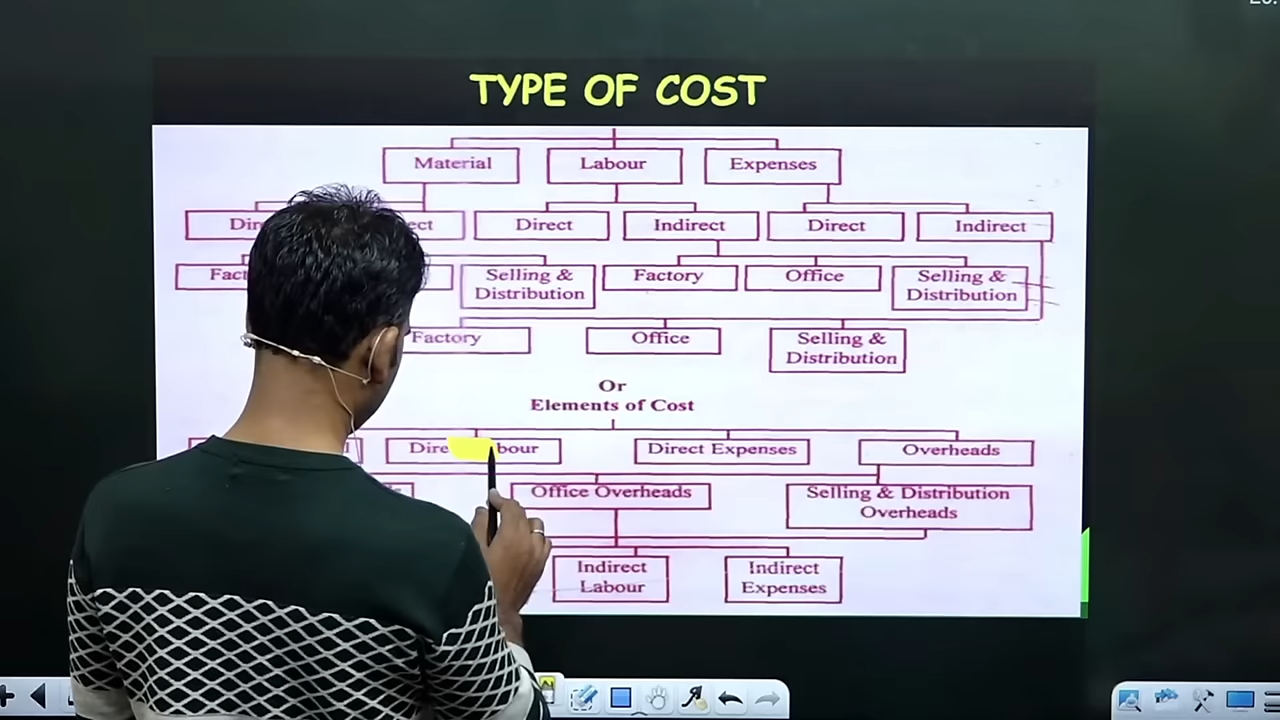 TYPE OF COST
Material Labour Expenses
Direct Indirect Direct Indirect
Selling & Factory Office Selling &
Distribution Distribution
Factory Office Selling &
Distribution
Or
Elements of Cost
Direct Expenses Overheads
Office Overheads Selling & Distribution
Overheads
Indirect Indirect
Labour Expenses